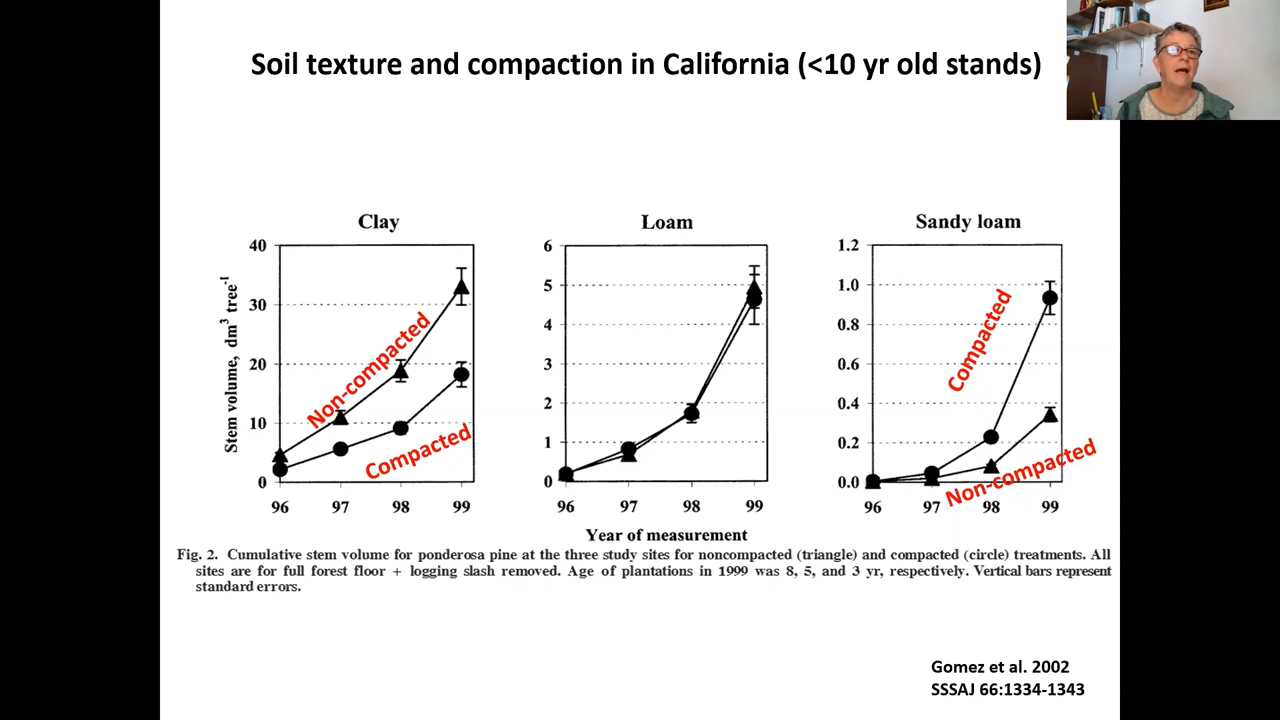 Soil texture and compaction in California (<10 yr old stands)
Clay
Loam
Sandy loam
Stem volume, dm³ tree⁻¹
40
30
20
10
0
96 97 98 99
Non-compacted
Compacted
6
5
4
3
2
1
0
96 97 98 99
1.2
1.0
0.8
0.6
0.4
0.2
0.0
96 97 98 99
Compacted
Non-compacted
Year of measurement
Fig. 2. Cumulative stem volume for ponderosa pine at the three study sites for noncompacted (triangle) and compacted (circle) treatments. All
sites are for full forest floor + logging slash removed. Age of plantations in 1999 was 8, 5, and 3 yr, respectively. Vertical bars represent
standard errors.
Gomez et al. 2002
SSSAJ 66:1334-1343